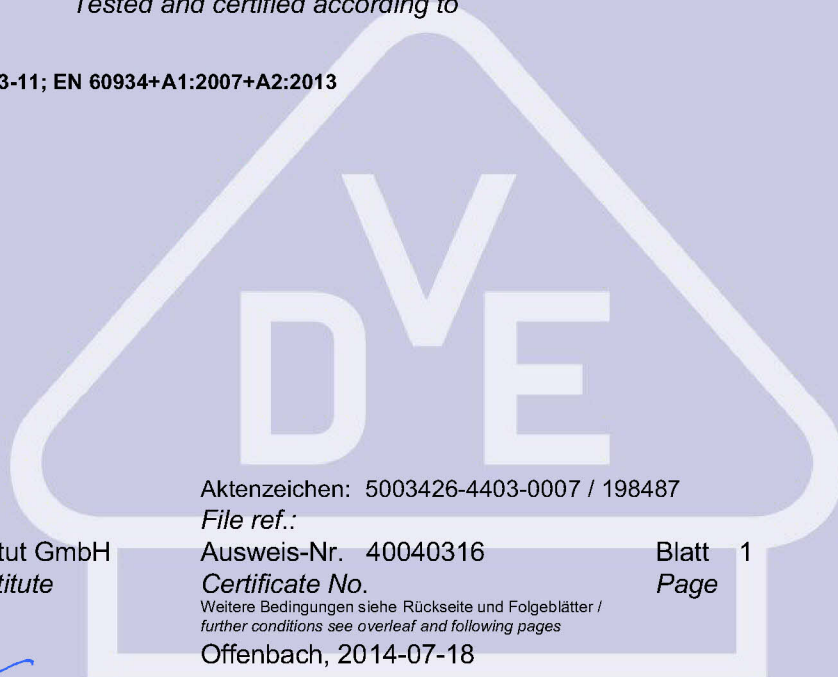 Tested and certified according to
3-11; EN 60934+A1:2007+A2:2013
VDE
Aktenzeichen: 5003426-4403-0007 / 198487
File ref.:
tut GmbH Ausweis-Nr. 40040316 Blatt 1
titute Certificate No. Page
Weitere Bedingungen siehe Rückseite und Folgeblätter /
further conditions see overleaf and following pages
Offenbach, 2014-07-18